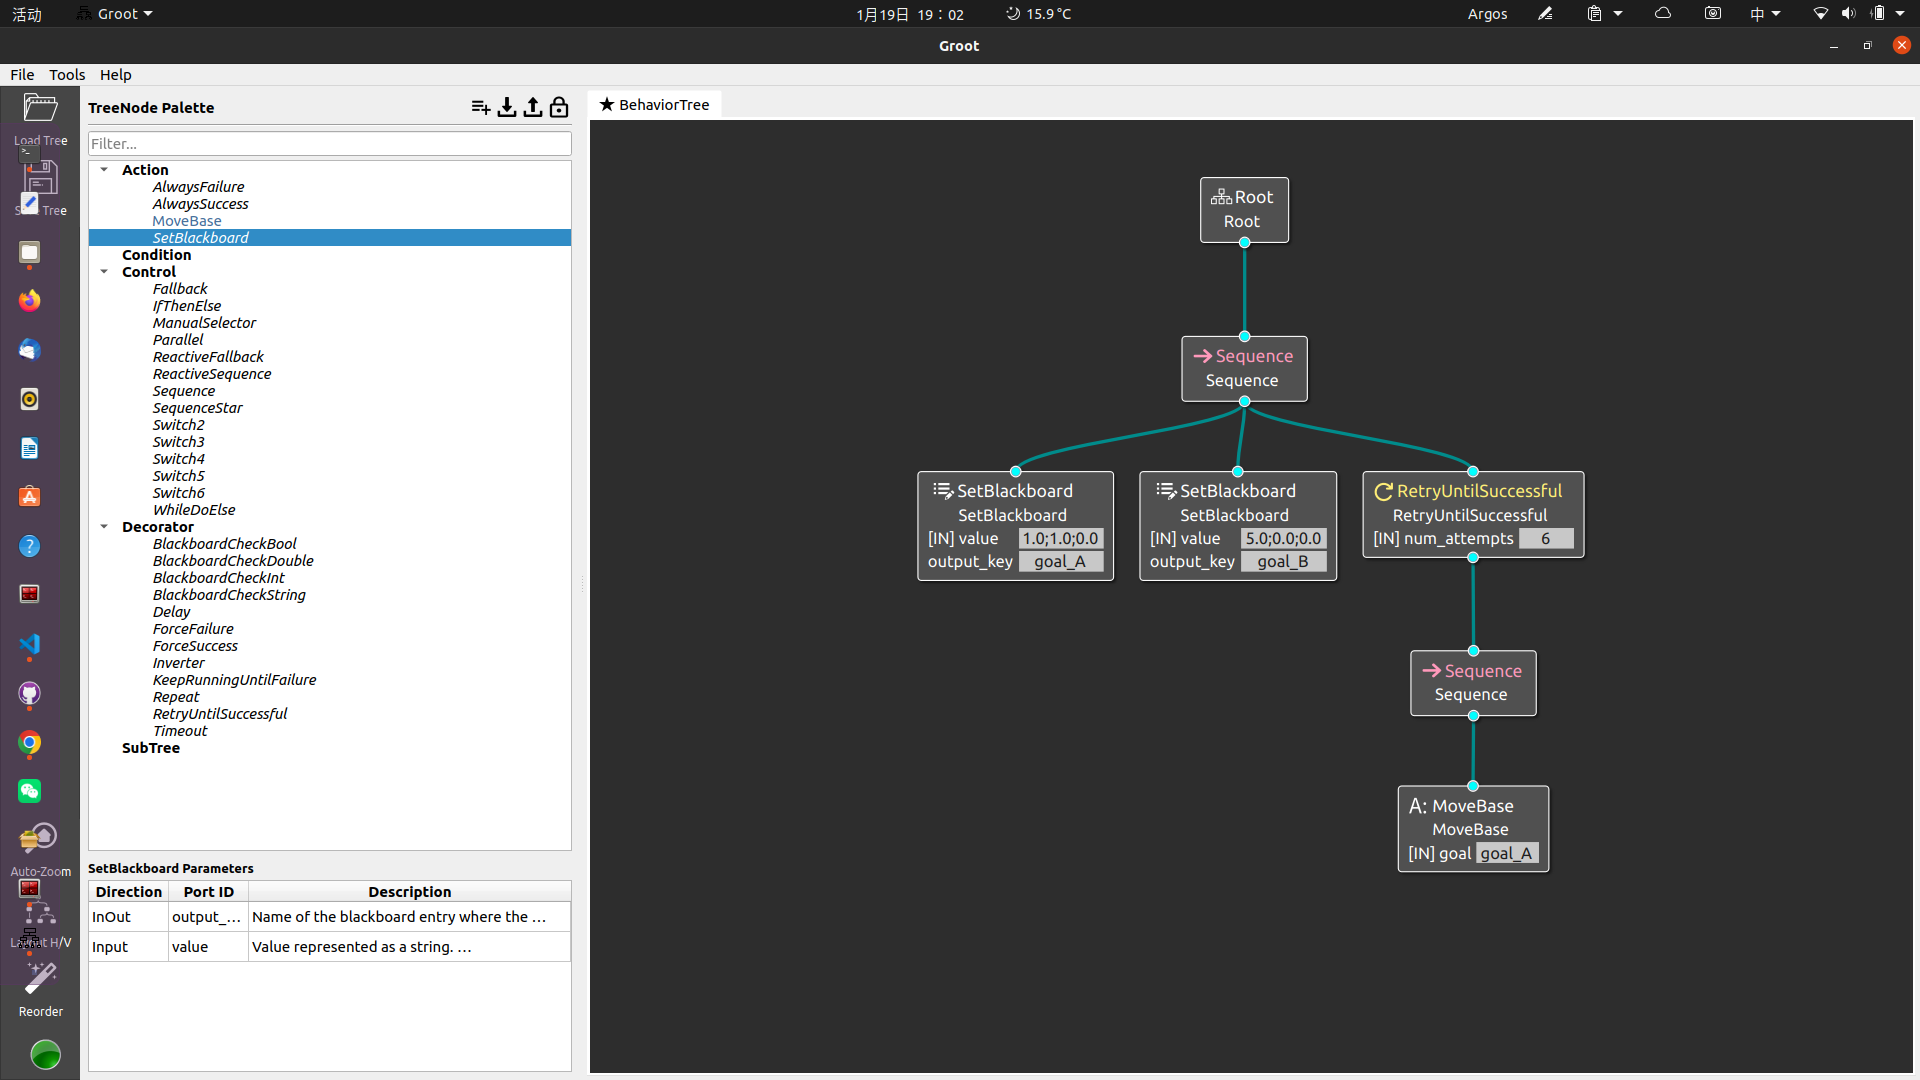 活动 Groot 1月19日 19：02 15.9 °C Argos 中
Groot
File Tools Help
Load Tree
Tree
Auto-Zoom
H/V
Reorder
TreeNode Palette
Filter...
Action
AlwaysFailure
AlwaysSuccess
MoveBase
SetBlackboard
Condition
Control
Fallback
IfThenElse
ManualSelector
Parallel
ReactiveFallback
ReactiveSequence
Sequence
SequenceStar
Switch2
Switch3
Switch4
Switch5
Switch6
WhileDoElse
Decorator
BlackboardCheckBool
BlackboardCheckDouble
BlackboardCheckInt
BlackboardCheckString
Delay
ForceFailure
ForceSuccess
Inverter
KeepRunningUntilFailure
Repeat
RetryUntilSuccessful
Timeout
SubTree
SetBlackboard Parameters
Direction Port ID Description
InOut output_... Name of the blackboard entry where the ...
Input value Value represented as a string. ...
BehaviorTree
Root
Root
Sequence
Sequence
SetBlackboard
SetBlackboard
[IN] value 1.0;1.0;0.0
output_key goal_A
SetBlackboard
SetBlackboard
[IN] value 5.0;0.0;0.0
output_key goal_B
RetryUntilSuccessful
RetryUntilSuccessful
[IN] num_attempts 6
Sequence
Sequence
A: MoveBase
MoveBase
[IN] goal goal_A